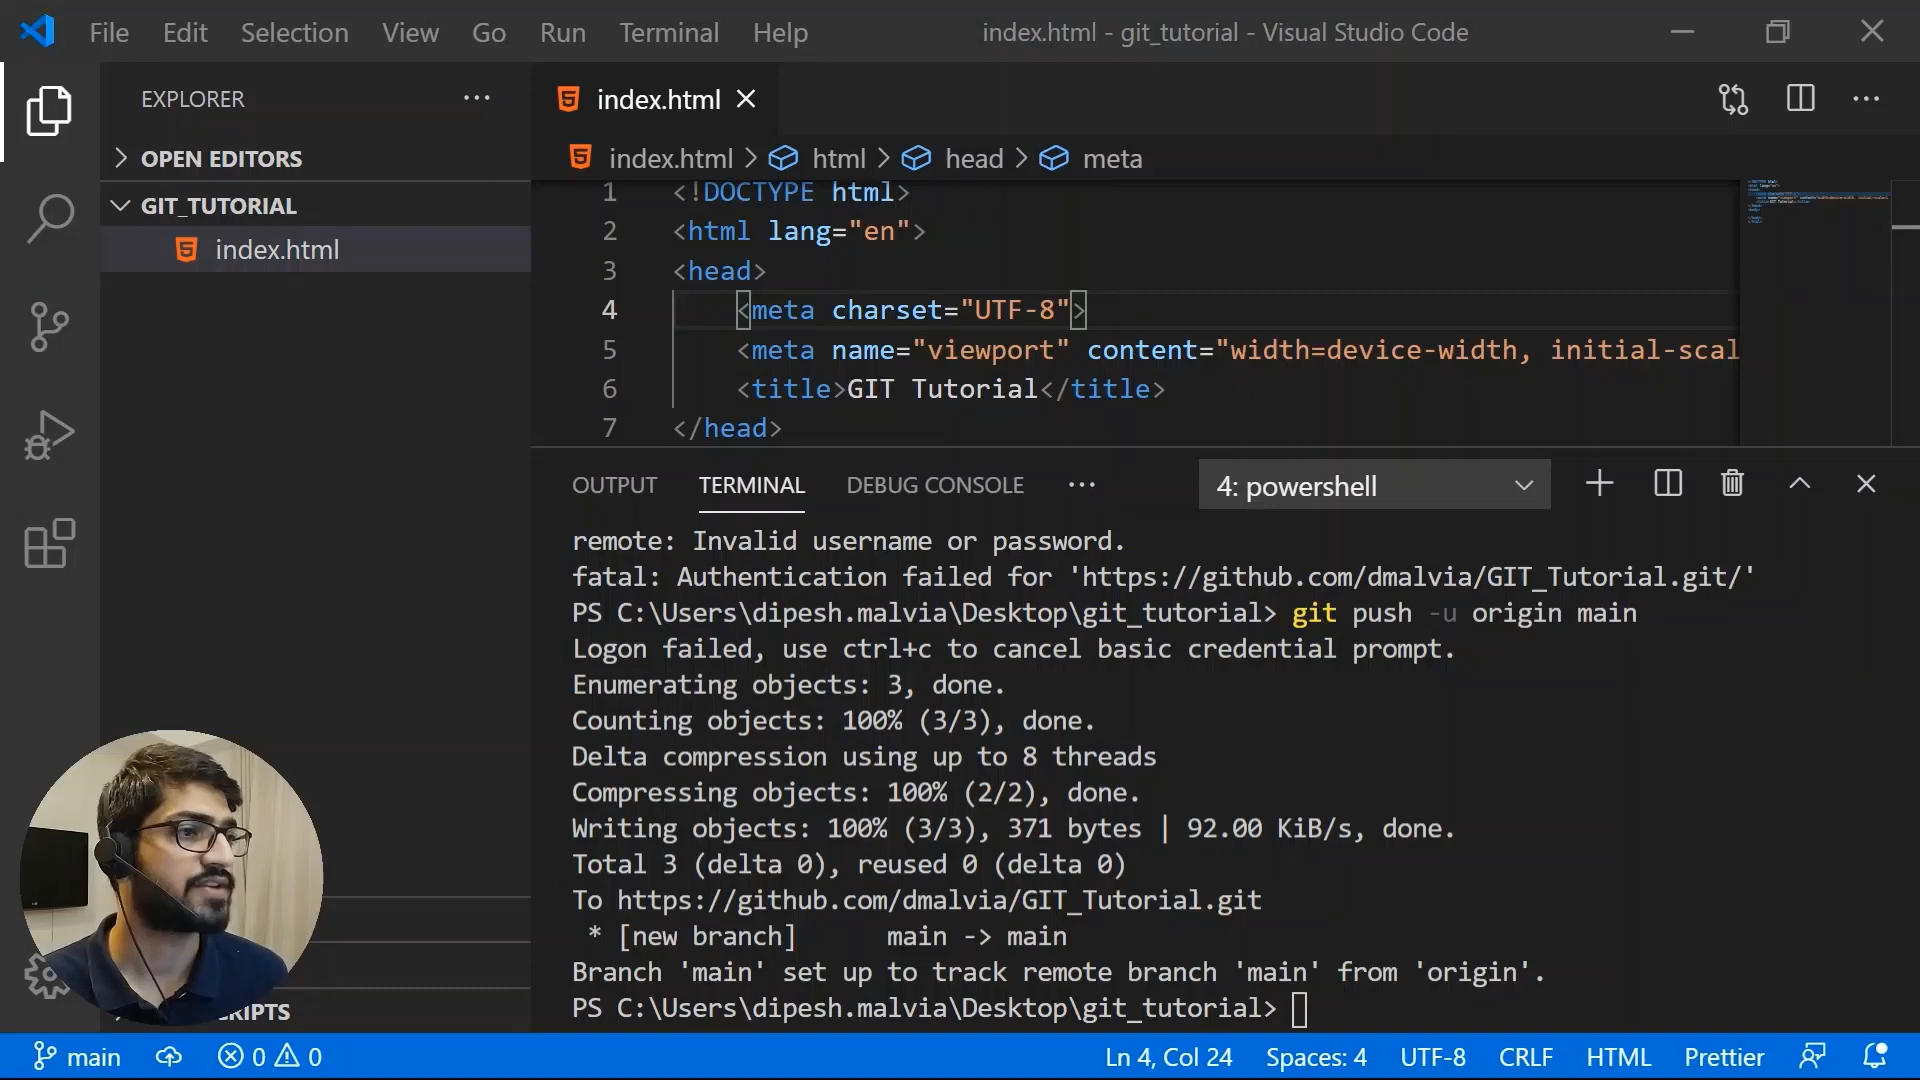 File Edit Selection View Go Run Terminal Help index.html - git_tutorial - Visual Studio Code
EXPLORER
OPEN EDITORS
GIT_TUTORIAL
index.html
index.html
index.html > html > head > meta
1 <!DOCTYPE html>
2 <html lang="en">
3 <head>
4 <meta charset="UTF-8">
5 <meta name="viewport" content="width=device-width, initial-scal
6 <title>GIT Tutorial</title>
7 </head>
OUTPUT TERMINAL DEBUG CONSOLE 4: powershell
remote: Invalid username or password.
fatal: Authentication failed for 'https://github.com/dmalvia/GIT_Tutorial.git/'
PS C:\Users\dipesh.malvia\Desktop\git_tutorial> git push -u origin main
Logon failed, use ctrl+c to cancel basic credential prompt.
Enumerating objects: 3, done.
Counting objects: 100% (3/3), done.
Delta compression using up to 8 threads
Compressing objects: 100% (2/2), done.
Writing objects: 100% (3/3), 371 bytes | 92.00 KiB/s, done.
Total 3 (delta 0), reused 0 (delta 0)
To https://github.com/dmalvia/GIT_Tutorial.git
* [new branch] main -> main
Branch 'main' set up to track remote branch 'main' from 'origin'.
PS C:\Users\dipesh.malvia\Desktop\git_tutorial>
main 0 0 Ln 4, Col 24 Spaces: 4 UTF-8 CRLF HTML Prettier